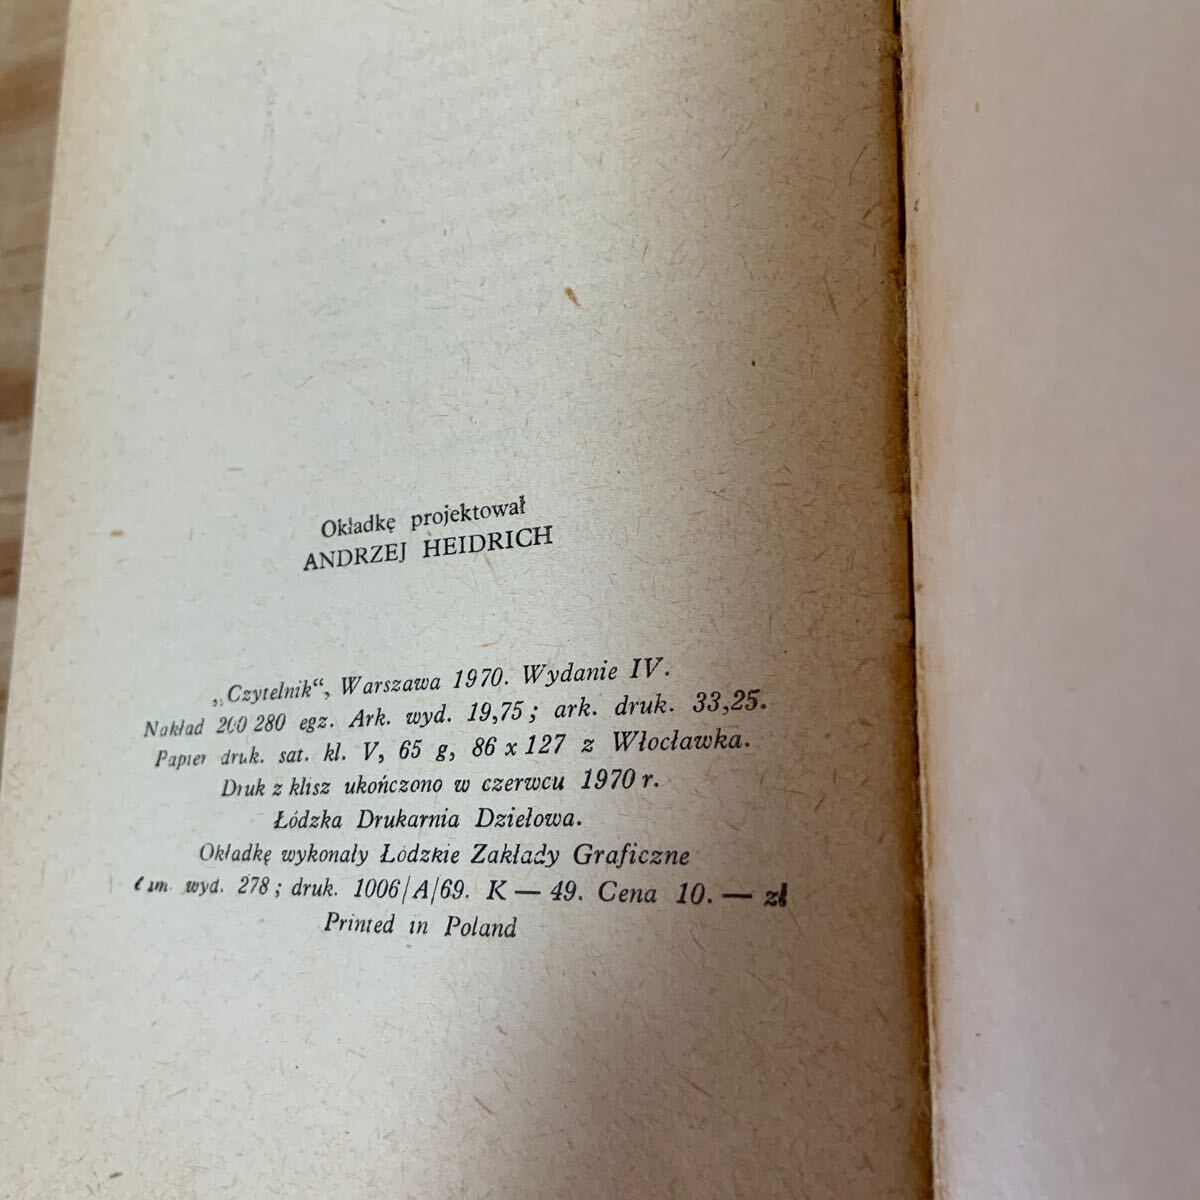 Okładkę projektował
ANDRZEJ HEIDRICH
„Czytelnik“, Warszawa 1970. Wydanie IV.
Nakład 200 280 egz. Ark. wyd. 19,75; ark. druk. 33,25.
Papier druk. sat. kl. V, 65 g, 86 x 127 z Włocławka.
Druk z klisz ukończono w czerwcu 1970 r.
Łódzka Drukarnia Dziełowa.
Okładkę wykonały Łódzkie Zakłady Graficzne
wyd. 278; druk. 1006/A/69. K — 49. Cena 10. — zł
Printed in Poland